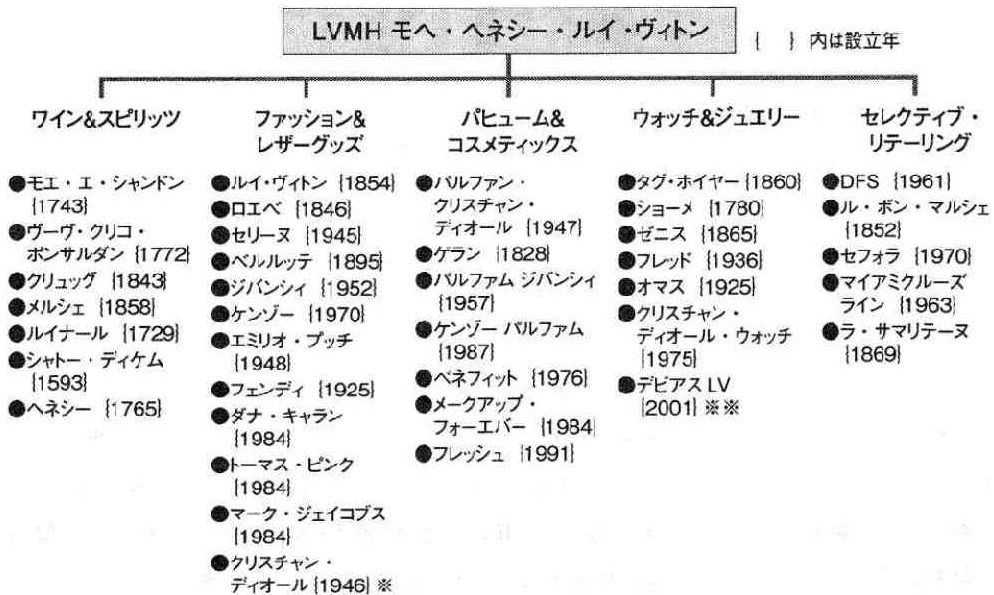 LVMH モヘ・ヘネシー・ルイ・ヴィトン
{ } 内は設立年
ワイン&スピリッツ
●モエ・エ・シャンドン
{1743}
●ヴーヴ・クリコ・
ポンサルダン {1772}
●クリュッグ {1843}
●メルシェ {1858}
●ルイナール {1729}
●シャトー・ディケム
{1593}
●ヘネシー {1765}
ファッション&
レザーグッズ
●ルイ・ヴィトン {1854}
●ロエベ {1846}
●セリーヌ {1945}
●ベルルッテ {1895}
●ジバンシィ {1952}
●ケンゾー {1970}
●エミリオ・プッチ
{1948}
●フェンディ {1925}
●ダナ・キャラン
{1984}
●トーマス・ピンク
{1984}
●マーク・ジェイコブス
{1984}
●クリスチャン・
ディオール {1946} ※
パヒューム&
コスメティックス
●パルファン・
クリスチャン・
ディオール {1947}
●ゲラン {1828}
●パルファム ジバンシィ
{1957}
●ケンゾー パルファム
{1987}
●ベネフィット {1976}
●メークアップ・
フォーエバー {1984}
●フレッシュ {1991}
ウォッチ&ジュエリー
●タグ・ホイヤー {1860}
●ショーメ {1780}
●ゼニス {1865}
●フレッド {1936}
●オマス {1925}
●クリスチャン・
ディオール・ウォッチ
{1975}
●デビアス LV
{2001} ※※
セレクティブ・
リテーリング
●DFS {1961}
●ル・ボン・マルシェ
{1852}
●セフォラ {1970}
●マイアミクルーズ
ライン {1963}
●ラ・サマリテーヌ
{1869}